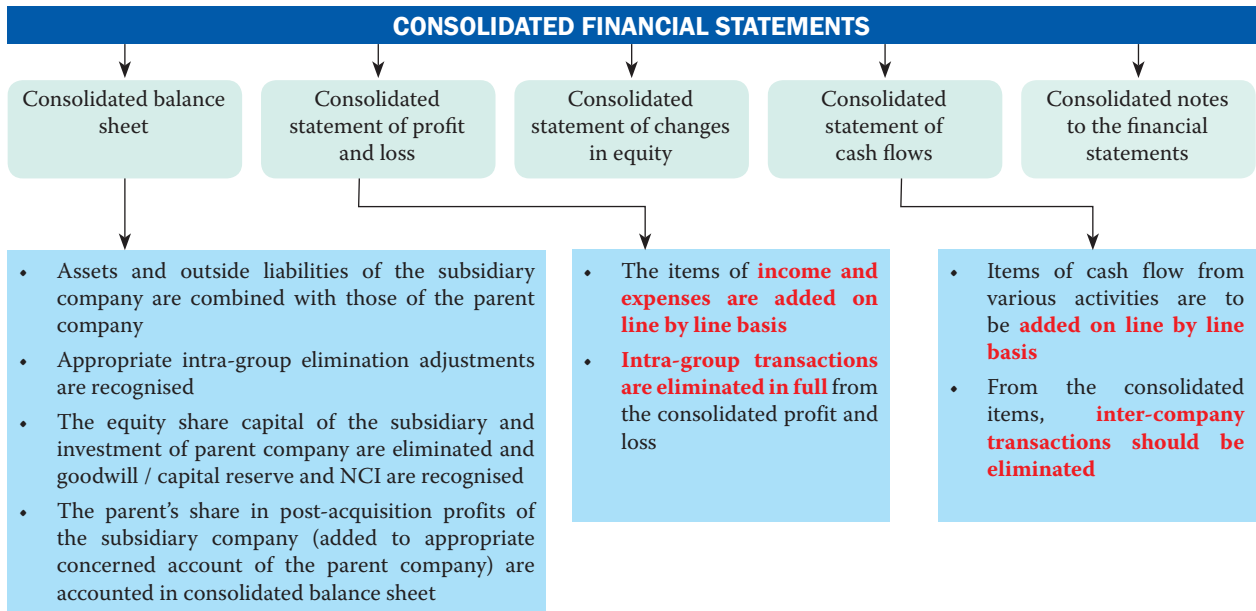 CONSOLIDATED FINANCIAL STATEMENTS
Consolidated balance
sheet
Consolidated
statement of profit
and loss
Consolidated
statement of changes
in equity
Consolidated
statement of
cash flows
Consolidated notes
to the financial
statements
• Assets and outside liabilities of the subsidiary
company are combined with those of the parent
company
• Appropriate intra-group elimination adjustments
are recognised
• The equity share capital of the subsidiary and
investment of parent company are eliminated and
goodwill / capital reserve and NCI are recognised
• The parent's share in post-acquisition profits of
the subsidiary company (added to appropriate
concerned account of the parent company) are
accounted in consolidated balance sheet
• The items of income and
expenses are added on
line by line basis
• Intra-group transactions
are eliminated in full from
the consolidated profit and
loss
• Items of cash flow from
various activities are to
be added on line by line
basis
• From the consolidated
items, inter-company
transactions should be
eliminated